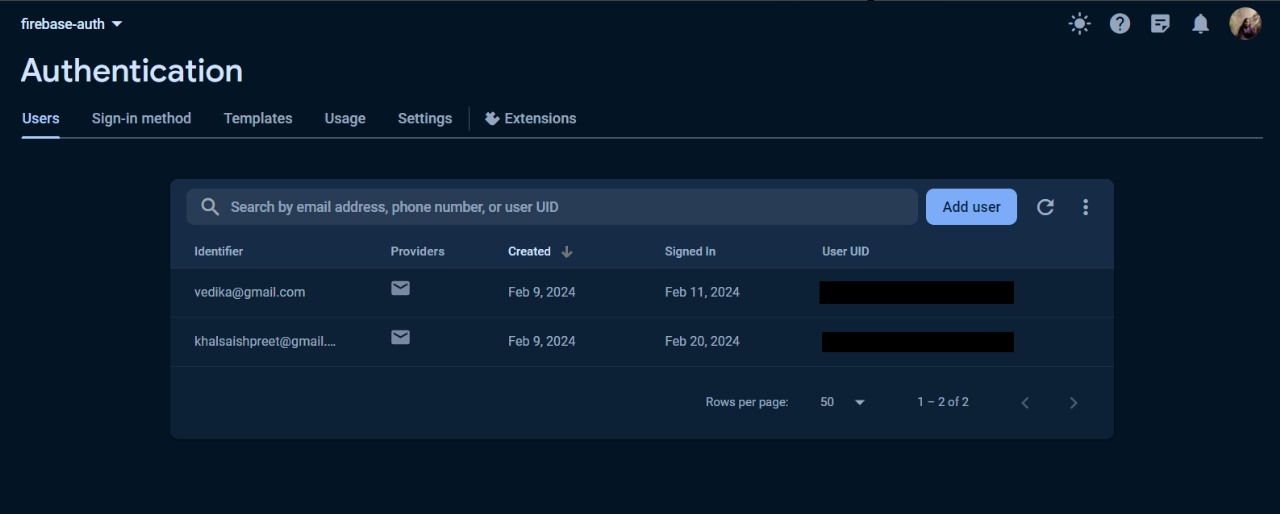 firebase-auth
Authentication
Users Sign-in method Templates Usage Settings Extensions
Search by email address, phone number, or user UID Add user
Identifier Providers Created Signed In User UID
vedika@gmail.com Feb 9, 2024 Feb 11, 2024
khalsaishpreet@gmail.... Feb 9, 2024 Feb 20, 2024
Rows per page: 50 1 – 2 of 2